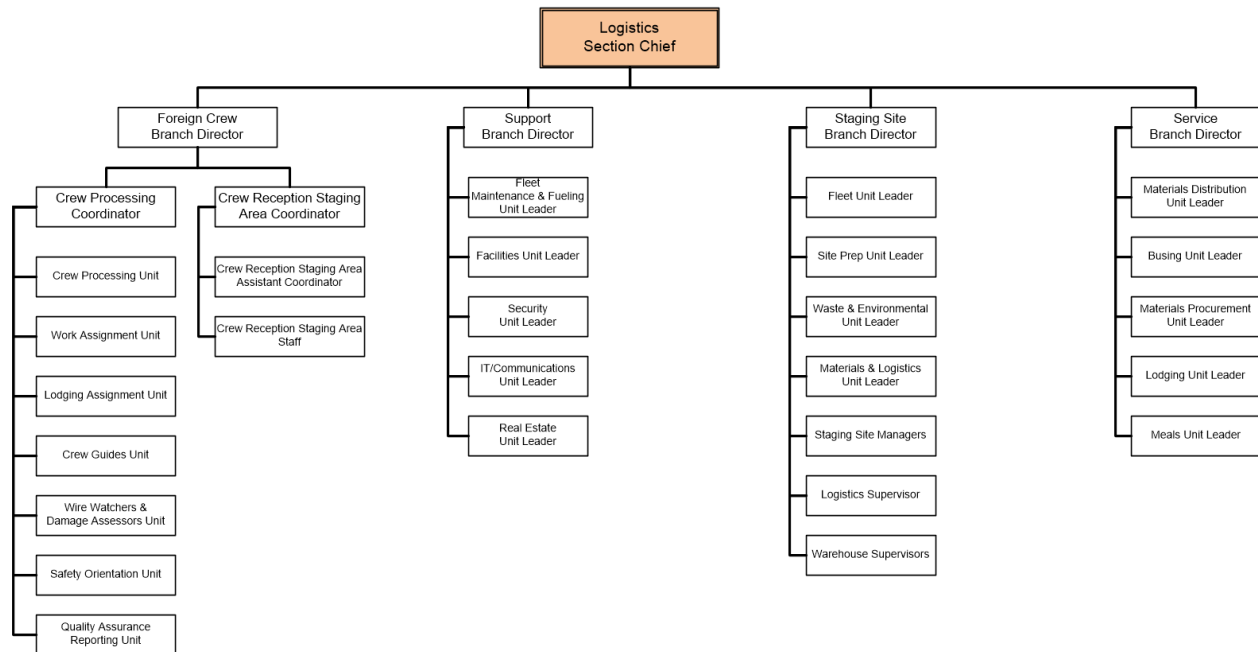 Logistics
Section Chief
Foreign Crew
Branch Director
Support
Branch Director
Staging Site
Branch Director
Service
Branch Director
Crew Processing
Coordinator
Crew Reception Staging
Area Coordinator
Crew Processing Unit
Work Assignment Unit
Lodging Assignment Unit
Crew Guides Unit
Wire Watchers &
Damage Assessors Unit
Safety Orientation Unit
Quality Assurance
Reporting Unit
Crew Reception Staging Area
Assistant Coordinator
Crew Reception Staging Area
Staff
Fleet
Maintenance & Fueling
Unit Leader
Facilities Unit Leader
Security
Unit Leader
IT/Communications
Unit Leader
Real Estate
Unit Leader
Fleet Unit Leader
Site Prep Unit Leader
Waste & Environmental
Unit Leader
Materials & Logistics
Unit Leader
Staging Site Managers
Logistics Supervisor
Warehouse Supervisors
Materials Distribution
Unit Leader
Busing Unit Leader
Materials Procurement
Unit Leader
Lodging Unit Leader
Meals Unit Leader